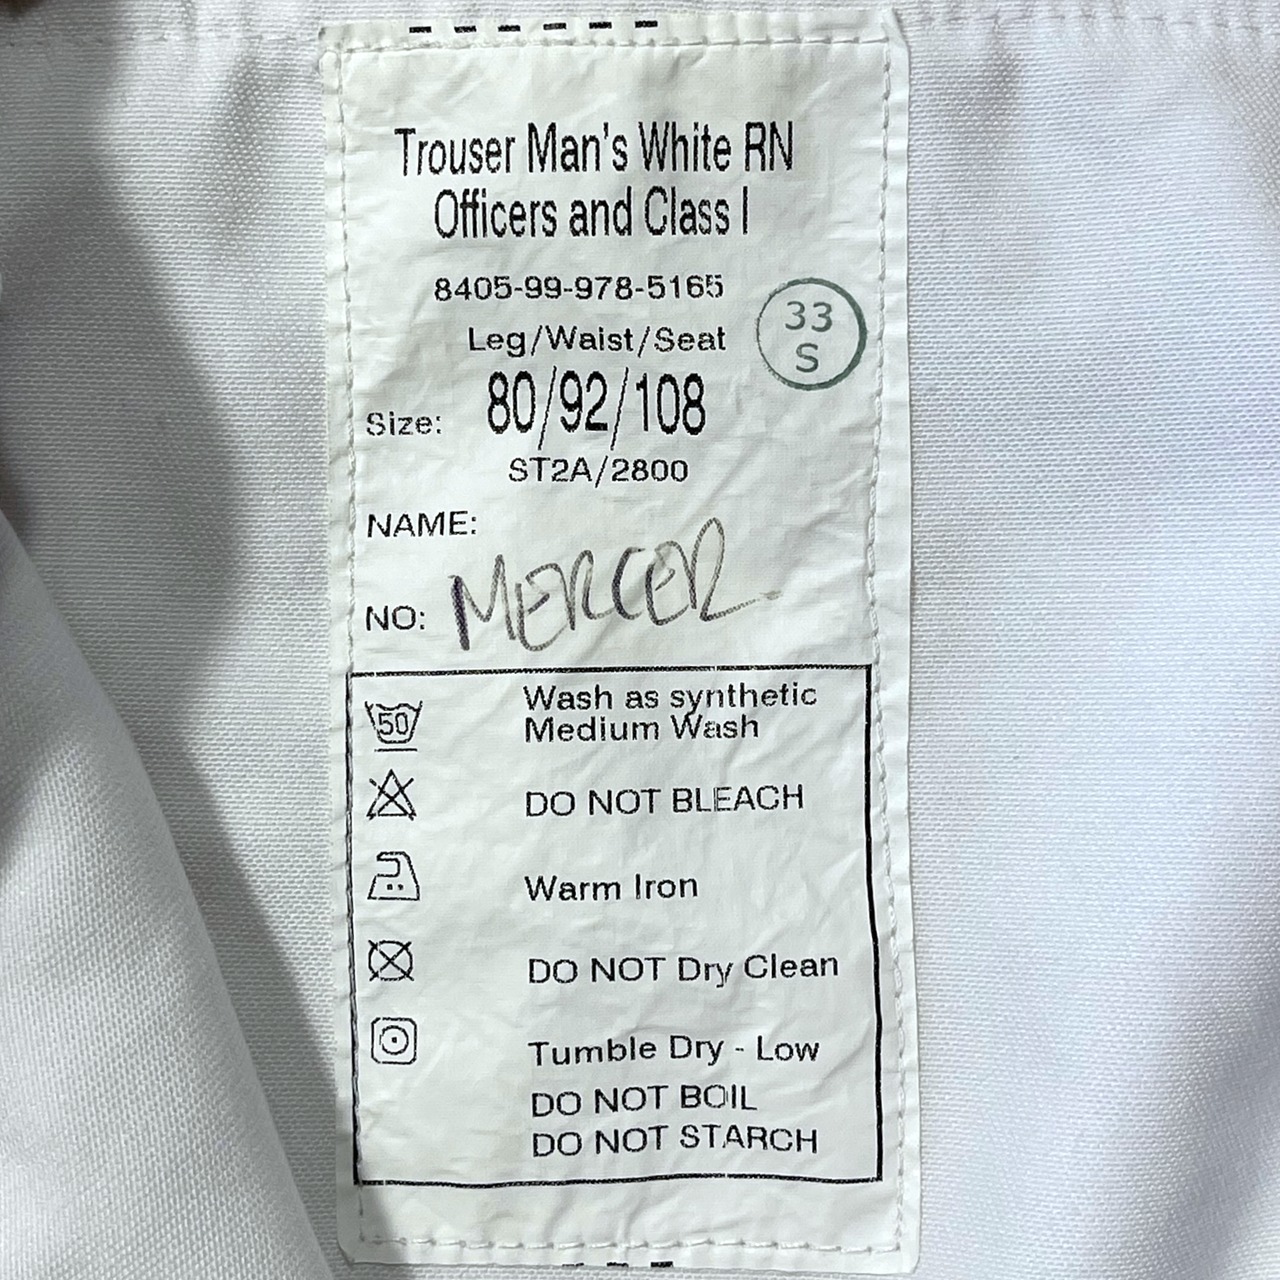 Trouser Man's White RN
Officers and Class I
8405-99-978-5165
33
S
Leg/Waist/Seat
Size: 80/92/108
ST2A/2800
NAME:
NO: MERCER
50
Wash as synthetic
Medium Wash
DO NOT BLEACH
Warm Iron
DO NOT Dry Clean
Tumble Dry - Low
DO NOT BOIL
DO NOT STARCH